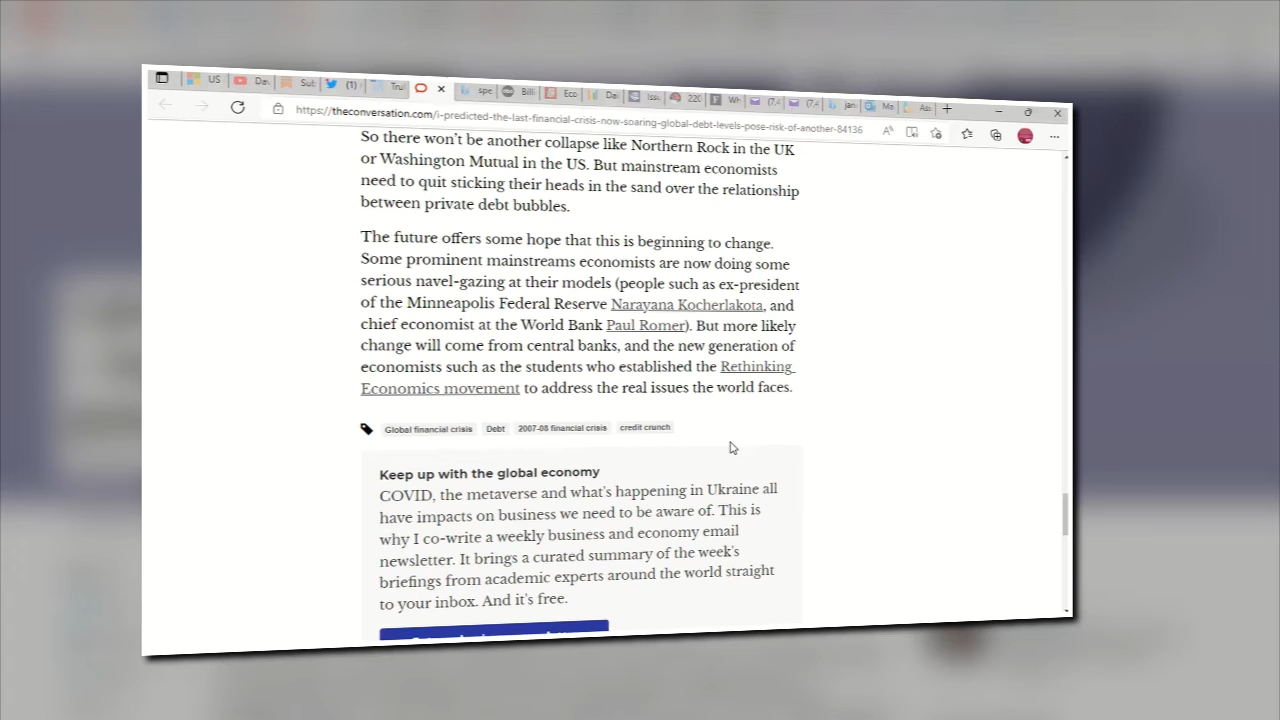 US
(1)
spe
Eco
220
(7,4
(7,4
jan
https://theconversation.com/i-predicted-the-last-financial-crisis-now-soaring-global-debt-levels-pose-risk-of-another-84136
So there won't be another collapse like Northern Rock in the UK
or Washington Mutual in the US. But mainstream economists
need to quit sticking their heads in the sand over the relationship
between private debt bubbles.
The future offers some hope that this is beginning to change.
Some prominent mainstreams economists are now doing some
serious navel-gazing at their models (people such as ex-president
of the Minneapolis Federal Reserve Narayana Kocherlakota, and
chief economist at the World Bank Paul Romer). But more likely
change will come from central banks, and the new generation of
economists such as the students who established the Rethinking
Economics movement to address the real issues the world faces.
Global financial crisis Debt 2007-08 financial crisis credit crunch
Keep up with the global economy
COVID, the metaverse and what's happening in Ukraine all
have impacts on business we need to be aware of. This is
why I co-write a weekly business and economy email
newsletter. It brings a curated summary of the week's
briefings from academic experts around the world straight
to your inbox. And it's free.